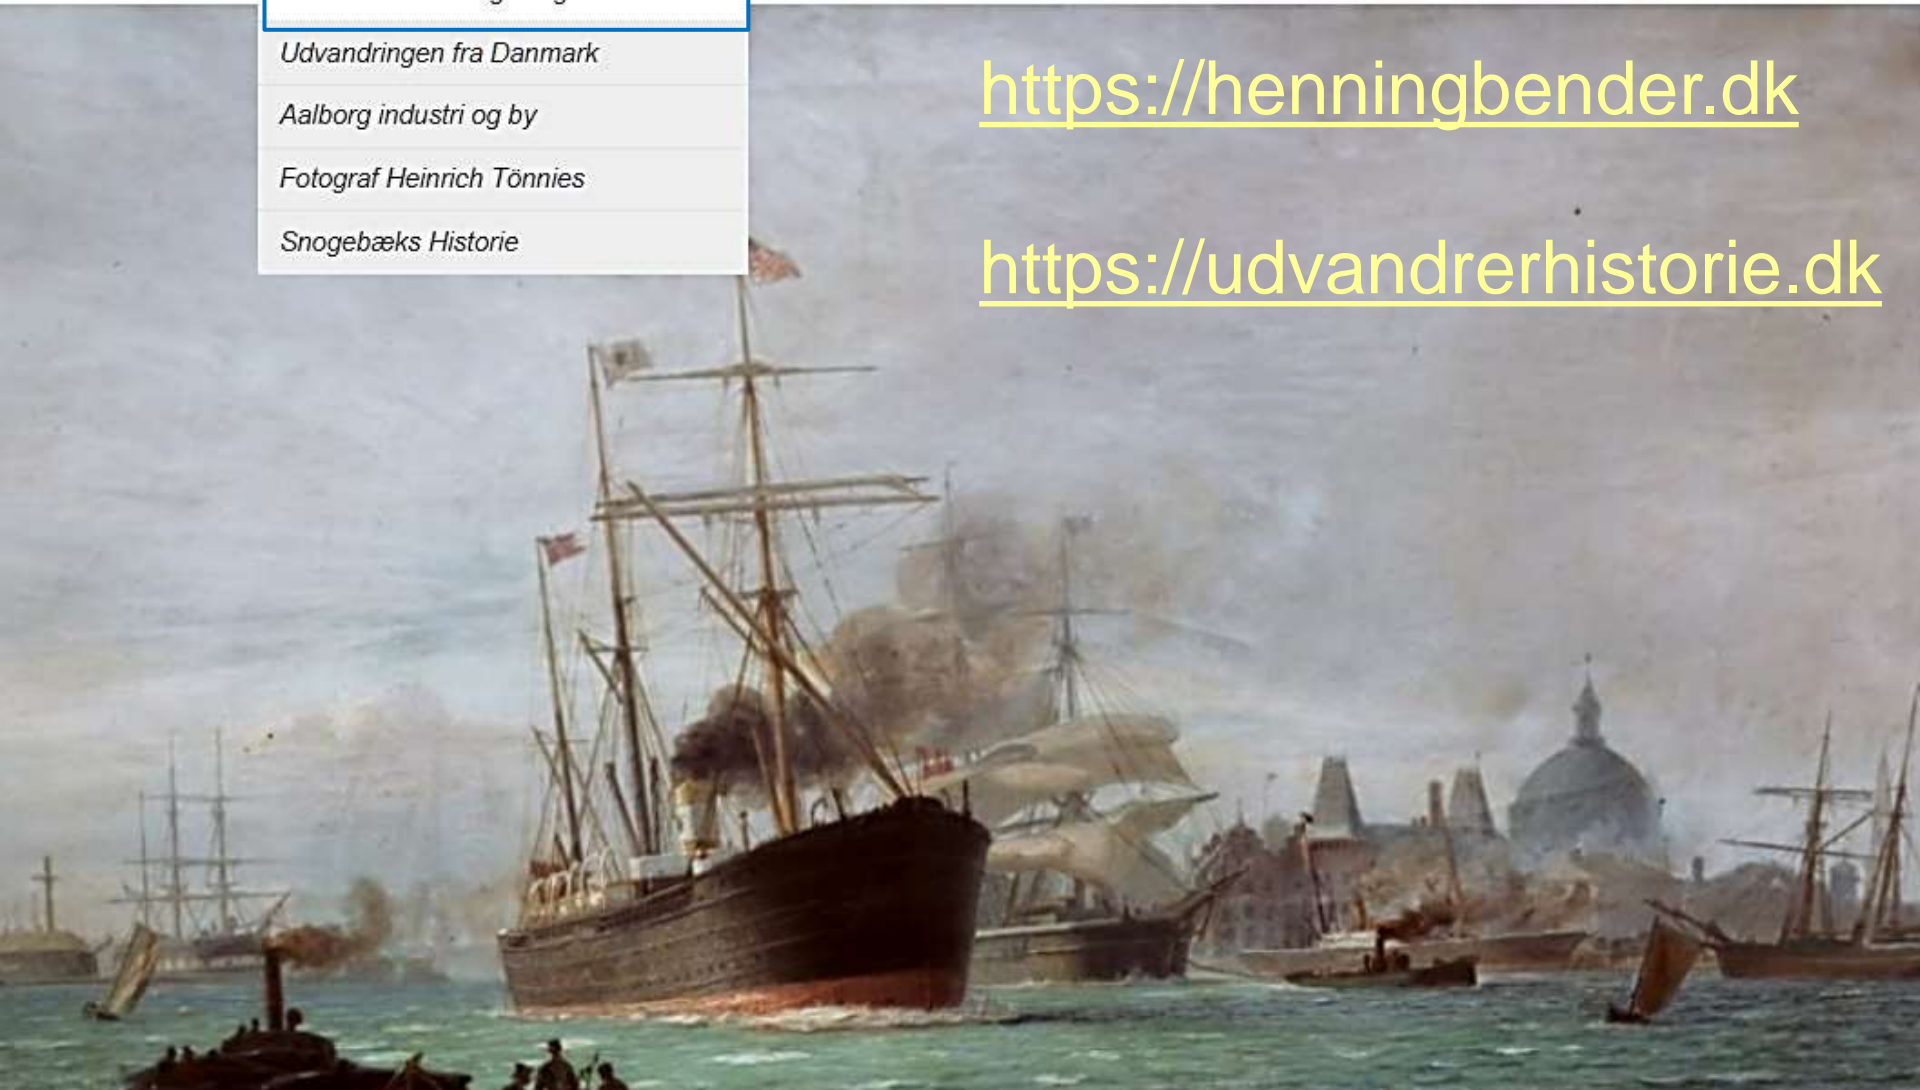 Udvandringen fra Danmark
Aalborg industri og by
Fotograf Heinrich Tönnies
Snogebæks Historie
https://henningbender.dk
https://udvandrerhistorie.dk